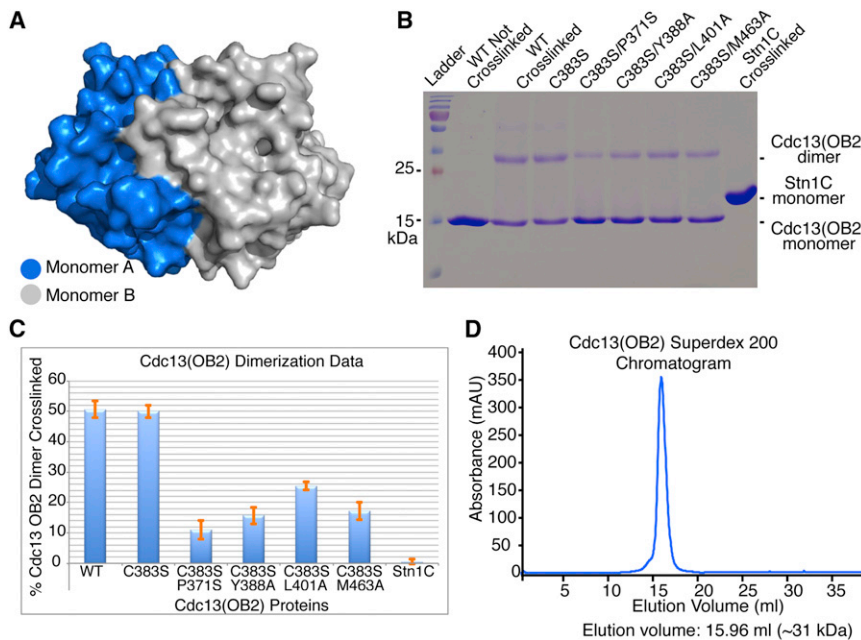 A
Monomer A
Monomer B
B
Ladder
WT Not
Crosslinked
WT
Crosslinked
C383S
C383S/P371S
C383S/Y388A
C383S/L401A
C383S/M463A
Stn1C
Crosslinked
25
15
kDa
Cdc13(OB2
dimer
Stn1C
monomer
Cdc13(OB2
monomer
C
Cdc13(OB2) Dimerization Data
% Cdc13 OB2 Dimer Crosslinked
60
50
40
30
20
10
0
WT
C383S
C383S
P371S
C383S
Y388A
C383S
L401A
C383S
M463A
Stn1C
Cdc13(OB2) Proteins
D
Cdc13(OB2) Superdex 200
Chromatogram
Absorbance (mAU)
400
350
300
250
200
150
100
50
0.0
5
10
15
20
25
30
35
Elution Volume (ml)
Elution volume: 15.96 ml (~31 kDa)